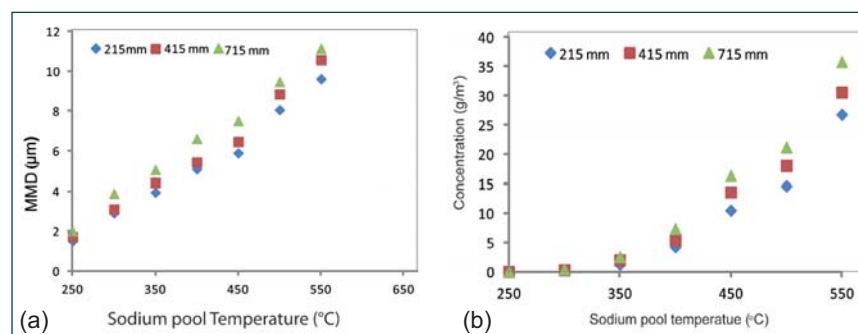 12
10
8
6
4
2
0
MMD (µm)
215mm 415 mm 715 mm
250 350 450 550 650
(a) Sodium pool Temperature (°C)
40
35
30
25
20
15
10
5
0
Concentration (g/m³)
215 mm 415 mm 715 mm
250 300 350 400 450 500 550
(b) Sodium pool temperatue (°C)